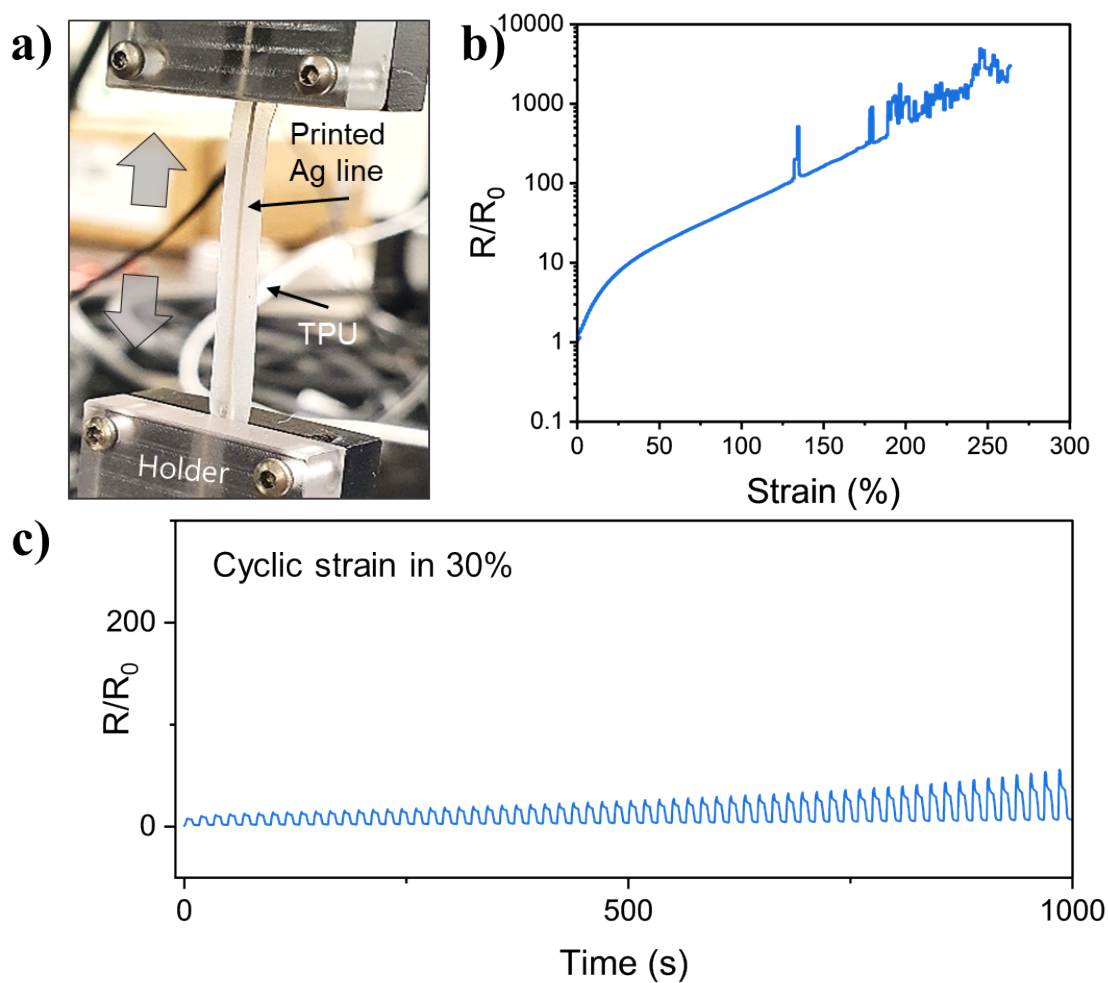 a)
Printed
Ag line
TPU
Holder
b)
10000
1000
100
10
1
0.1
R/R₀
0 50 100 150 200 250 300
Strain (%)
c)
Cyclic strain in 30%
200
0
R/R₀
0 500 1000
Time (s)